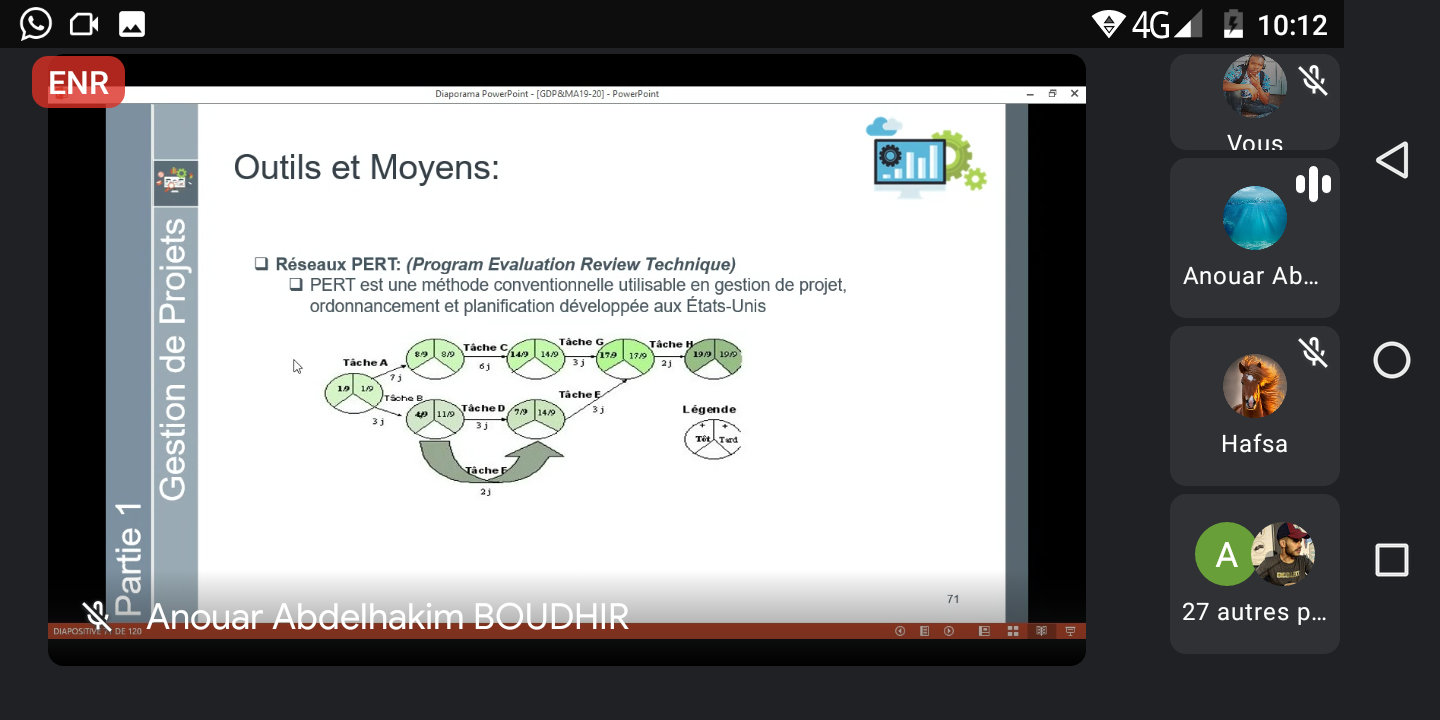 4G 10:12
ENR
Diaporama PowerPoint - [GDP&MA19-20] - PowerPoint
Partie 1
Gestion de Projets
Outils et Moyens:
Réseaux PERT: (Program Evaluation Review Technique)
PERT est une méthode conventionnelle utilisable en gestion de projet,
ordonnancement et planification développée aux États-Unis
Tâche A
7 j
8/9 8/9
Tâche C
6 j
14/9 14/9
Tâche G
3 j
17/9 17/9
Tâche H
2 j
19/9 19/9
1/9 1/9
Tâche B
3 j
4/9 11/9
Tâche D
3 j
7/9 14/9
Tâche E
3 j
Tâche F
2 j
Légende
+ +
Tôt Tard
71
Anouar Abdelhakim BOUDHIR
DIAPOSITIVE 71 DE 120
Vous
Anouar Ab...
Hafsa
A
27 autres p...